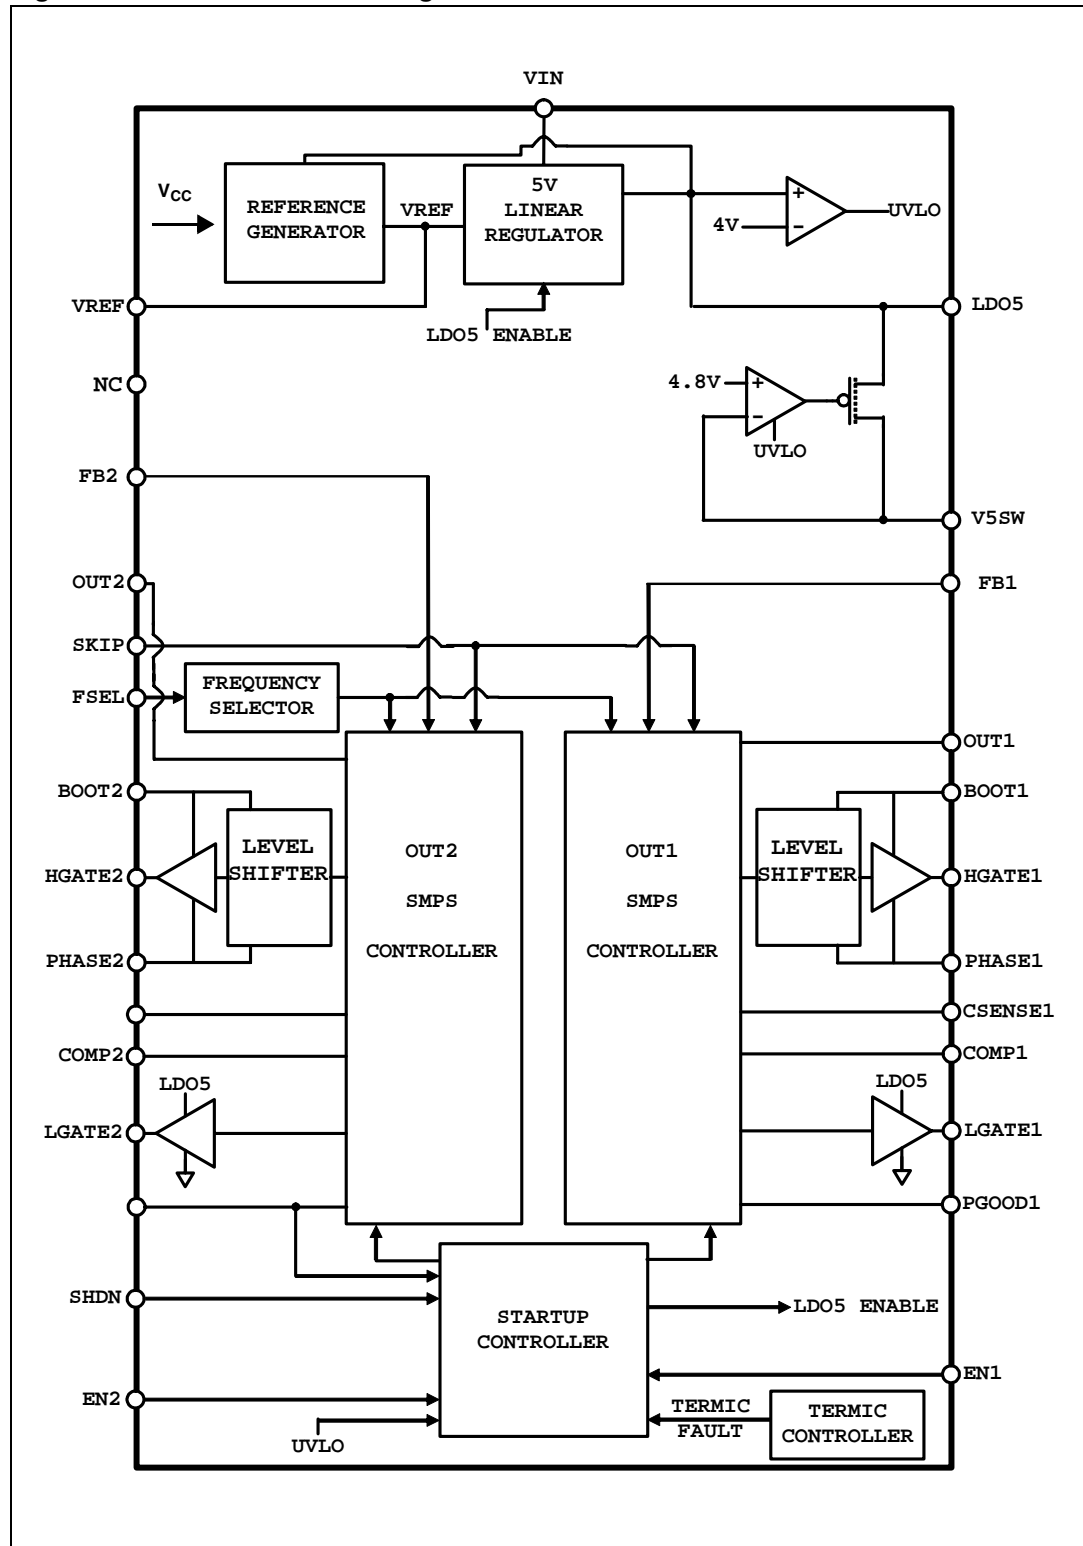 VIN
VCC
REFERENCE
GENERATOR
VREF
5V
LINEAR
REGULATOR
+
4V
−
UVLO
VREF
LDO5 ENABLE
LDO5
NC
4.8V
+
−
UVLO
FB2
V5SW
OUT2
FB1
SKIP
FSEL
FREQUENCY
SELECTOR
OUT1
BOOT2
BOOT1
LEVEL
SHIFTER
OUT2
SMPS
CONTROLLER
OUT1
SMPS
CONTROLLER
LEVEL
SHIFTER
HGATE2
HGATE1
PHASE2
PHASE1
CSENSE1
COMP2
COMP1
LDO5
LDO5
LGATE2
LGATE1
PGOOD1
SHDN
STARTUP
CONTROLLER
LDO5 ENABLE
EN1
EN2
UVLO
TERMIC
FAULT
TERMIC
CONTROLLER